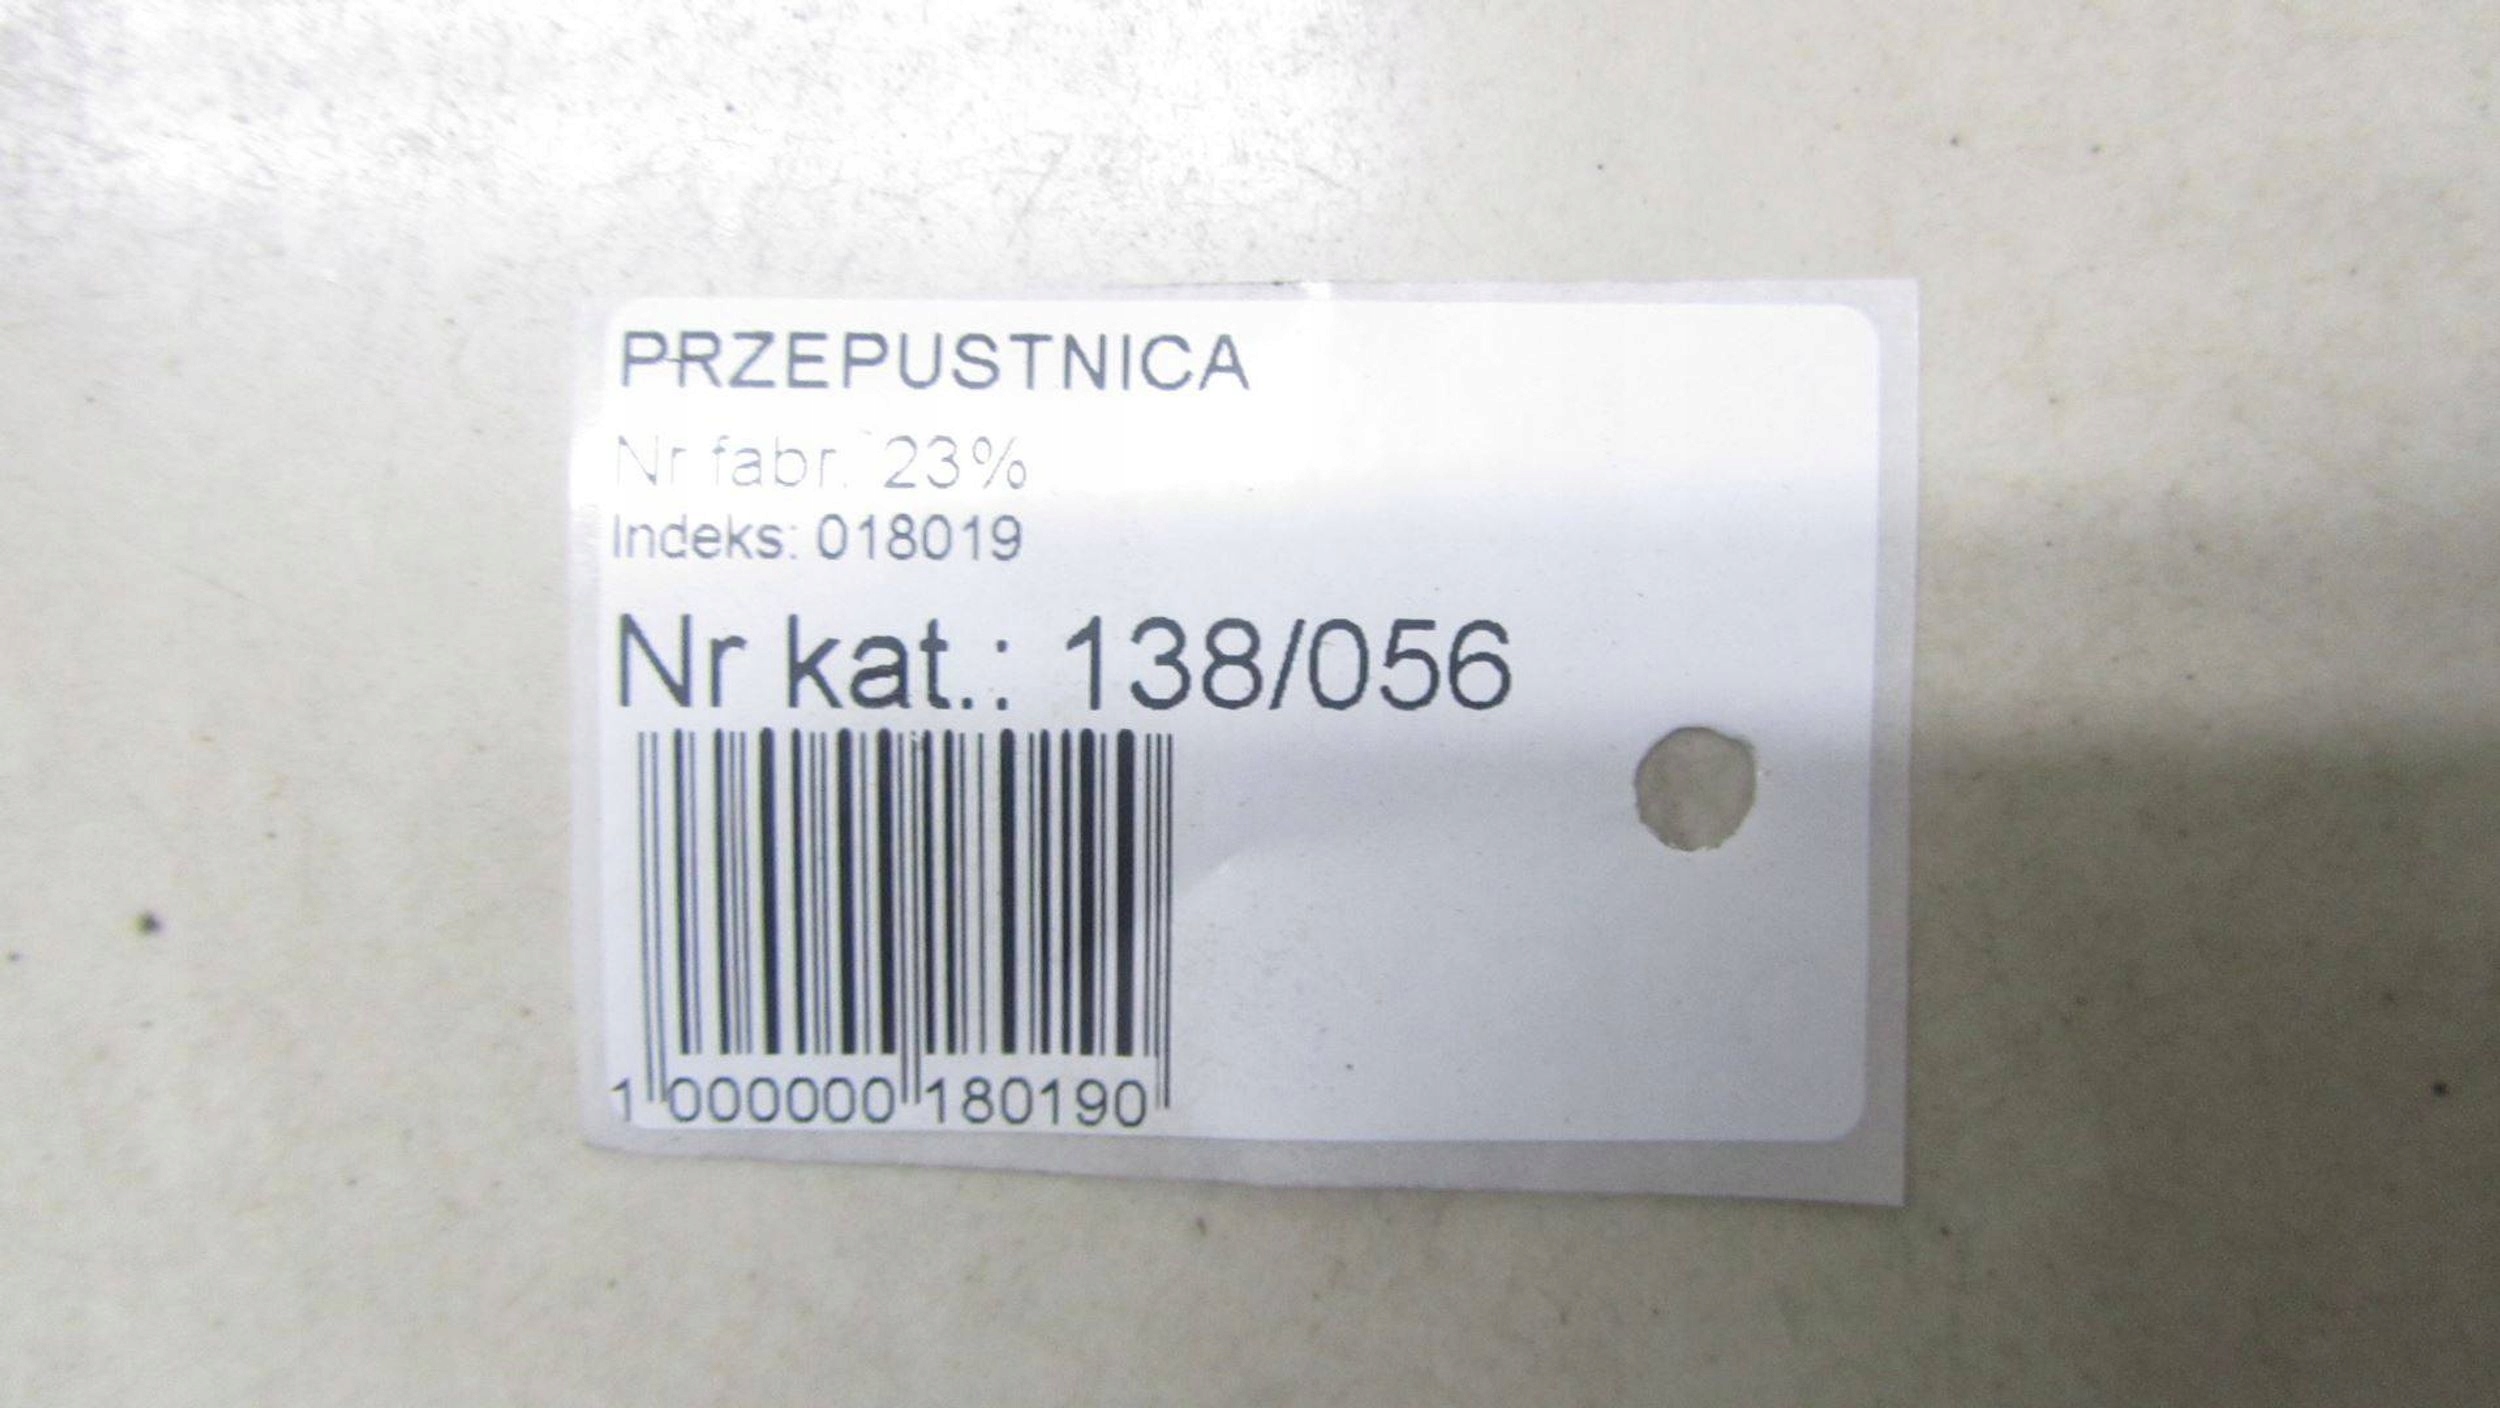 PRZEPUSTNICA
Nr fabr. 23%
Indeks: 018019
Nr kat.: 138/056
1 000000 180190